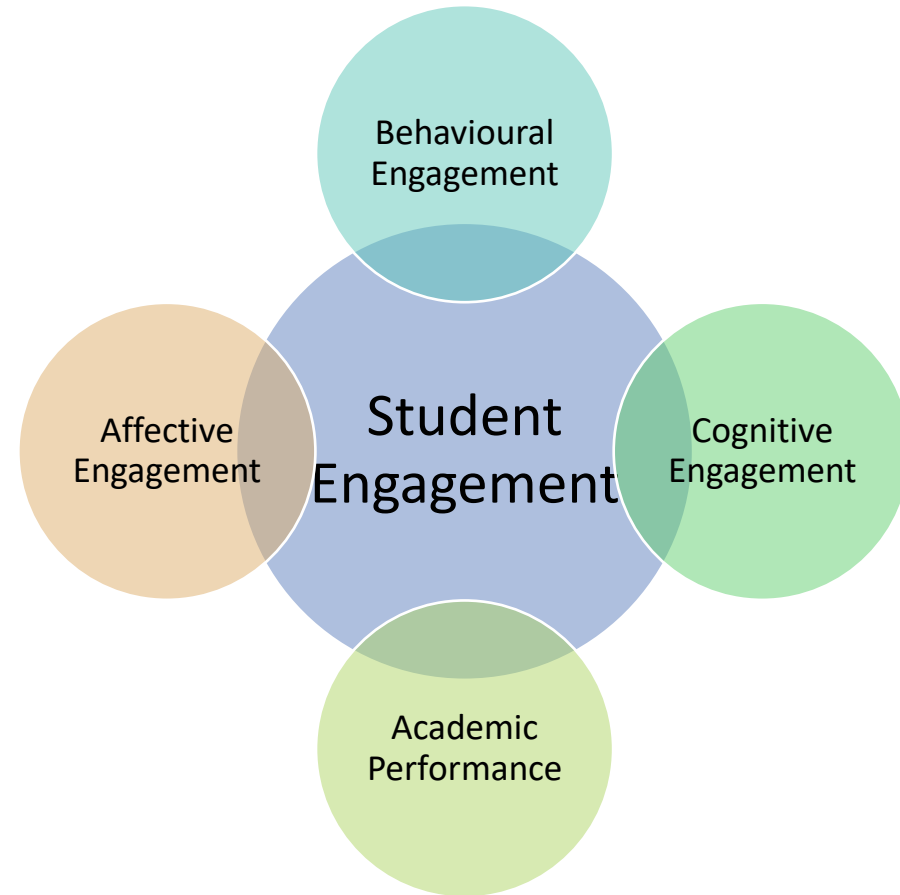 Behavioural
Engagement
Affective
Engagement
Student
Engagement
Cognitive
Engagement
Academic
Performance